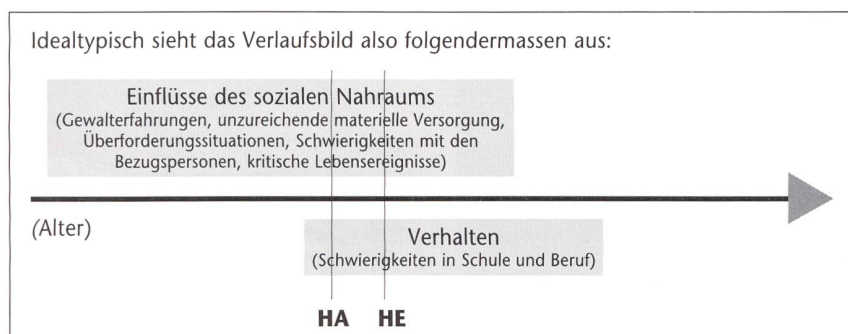 Idealtypisch sieht das Verlaufsbild also folgendermassen aus:
Einflüsse des sozialen Nahraums
(Gewalterfahrungen, unzureichende materielle Versorgung,
Überforderungssituationen, Schwierigkeiten mit den
Bezugspersonen, kritische Lebensereignisse)
(Alter)
Verhalten
(Schwierigkeiten in Schule und Beruf)
HA HE